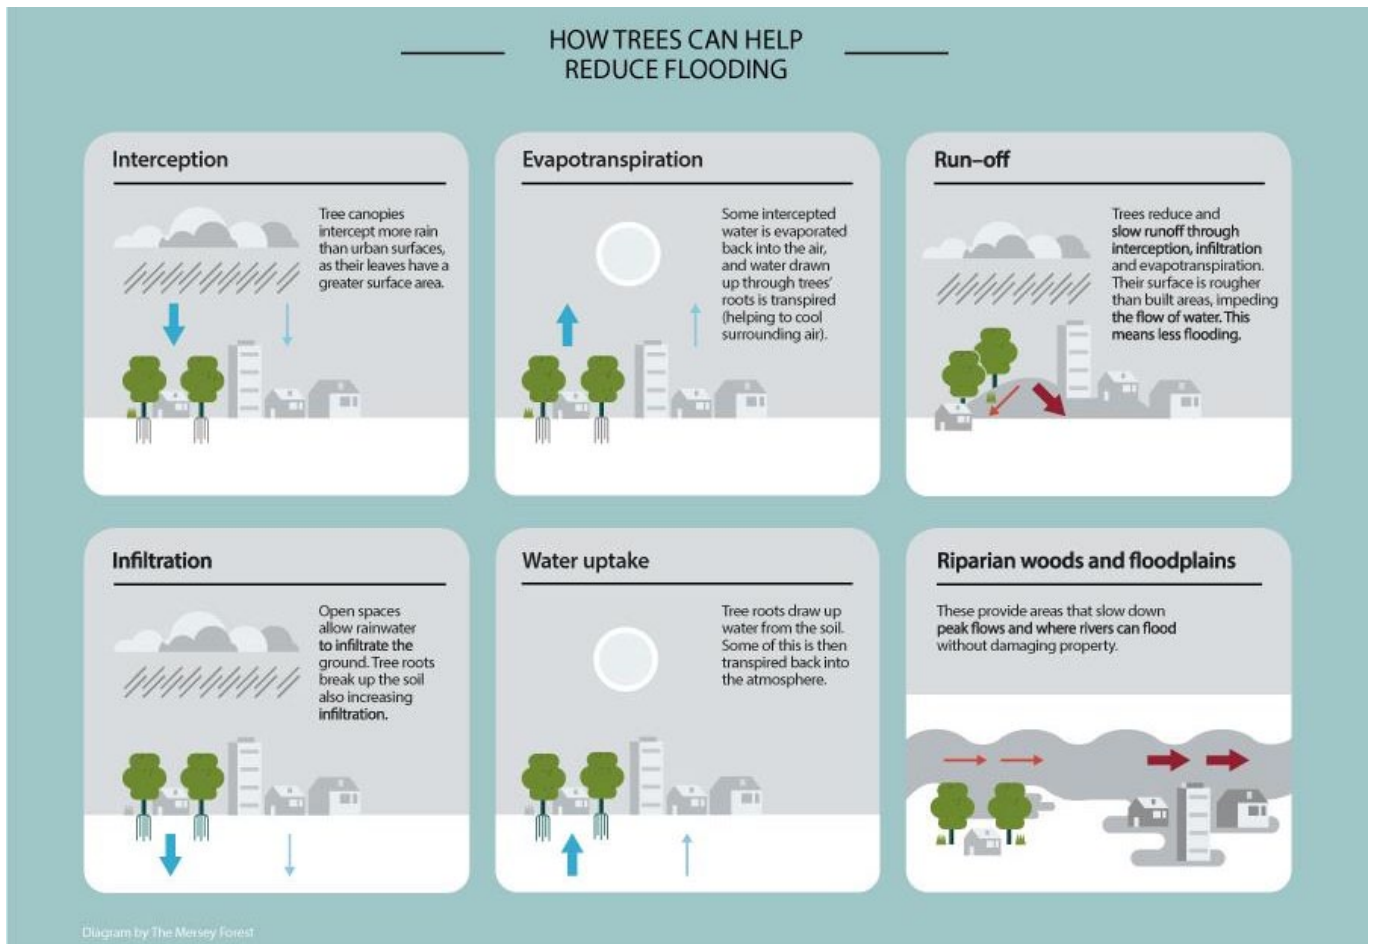 HOW TREES CAN HELP
REDUCE FLOODING
Interception
Tree canopies
intercept more rain
than urban surfaces,
as their leaves have a
greater surface area.
Evapotranspiration
Some intercepted
water is evaporated
back into the air,
and water drawn
up through trees'
roots is transpired
(helping to cool
surrounding air).
Run–off
Trees reduce and
slow runoff through
interception, infiltration
and evapotranspiration.
Their surface is rougher
than built areas, impeding
the flow of water. This
means less flooding.
Infiltration
Open spaces
allow rainwater
to infiltrate the
ground. Tree roots
break up the soil
also increasing
infiltration.
Water uptake
Tree roots draw up
water from the soil.
Some of this is then
transpired back into
the atmosphere.
Riparian woods and floodplains
These provide areas that slow down
peak flows and where rivers can flood
without damaging property.
Diagram by The Mersey Forest